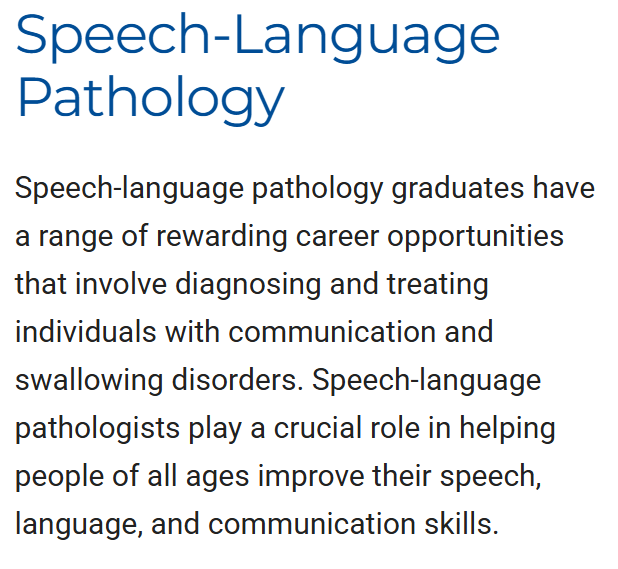 Speech-Language
Pathology
Speech-language pathology graduates have
a range of rewarding career opportunities
that involve diagnosing and treating
individuals with communication and
swallowing disorders. Speech-language
pathologists play a crucial role in helping
people of all ages improve their speech,
language, and communication skills.